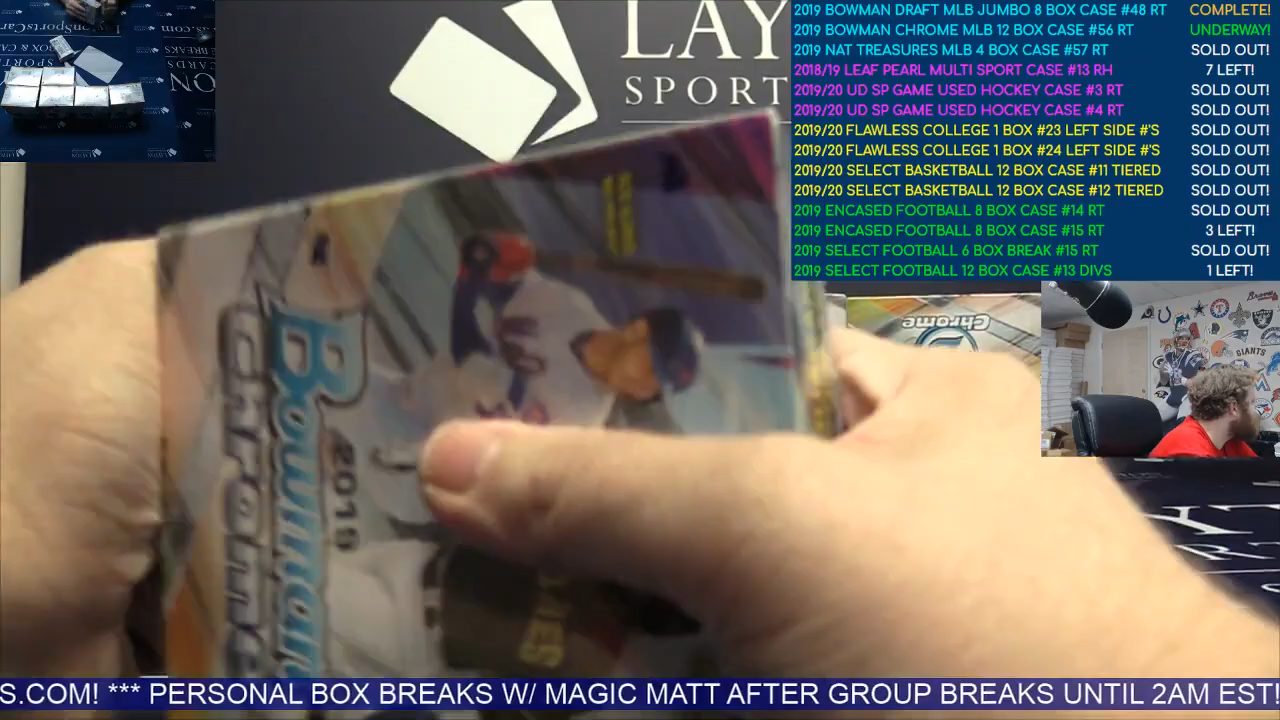 2019 BOWMAN DRAFT MLB JUMBO 8 BOX CASE #48 RT COMPLETE!
2019 BOWMAN CHROME MLB 12 BOX CASE #56 RT UNDERWAY!
2019 NAT TREASURES MLB 4 BOX CASE #57 RT SOLD OUT!
2018/19 LEAF PEARL MULTI SPORT CASE #13 RH 7 LEFT!
2019/20 UD SP GAME USED HOCKEY CASE #3 RT SOLD OUT!
2019/20 UD SP GAME USED HOCKEY CASE #4 RT SOLD OUT!
2019/20 FLAWLESS COLLEGE 1 BOX #23 LEFT SIDE #'S SOLD OUT!
2019/20 FLAWLESS COLLEGE 1 BOX #24 LEFT SIDE #'S SOLD OUT!
2019/20 SELECT BASKETBALL 12 BOX CASE #11 TIERED SOLD OUT!
2019/20 SELECT BASKETBALL 12 BOX CASE #12 TIERED SOLD OUT!
2019 ENCASED FOOTBALL 8 BOX CASE #14 RT SOLD OUT!
2019 ENCASED FOOTBALL 8 BOX CASE #15 RT 3 LEFT!
2019 SELECT FOOTBALL 6 BOX BREAK #15 RT SOLD OUT!
2019 SELECT FOOTBALL 12 BOX CASE #13 DIVS 1 LEFT!
LAY
SPORT
Chrome
GIANTS
2019
Bowman
chrome
S.COM! *** PERSONAL BOX BREAKS W/ MAGIC MATT AFTER GROUP BREAKS UNTIL 2AM EST!